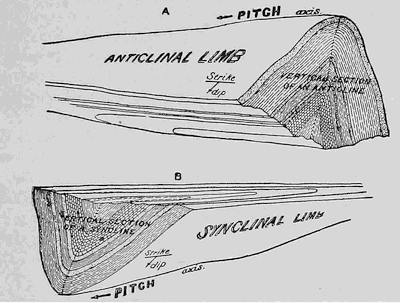 A
PITCH axis.
ANTICLINAL LIMB
Strike
dip
VERTICAL SECTION
OF AN ANTICLINE
B
VERTICAL SECTION
OF A SYNCLINE
SYNCLINAL LIMB
Strike
dip
axis.
PITCH